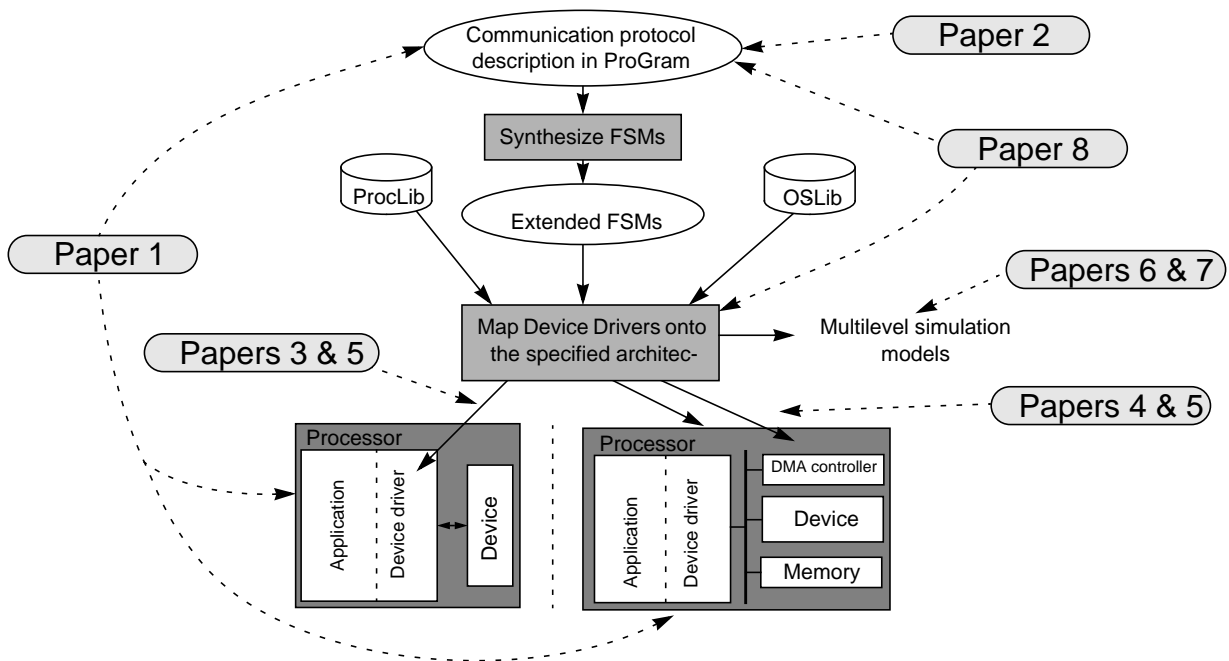 Communication protocol
description in ProGram
Paper 2
Synthesize FSMs
Paper 8
ProcLib
OSLib
Extended FSMs
Paper 1
Papers 6 & 7
Map Device Drivers onto
the specified architec-
Multilevel simulation
models
Papers 3 & 5
Papers 4 & 5
Processor
Application
Device driver
Device
Processor
Application
Device driver
DMA controller
Device
Memory